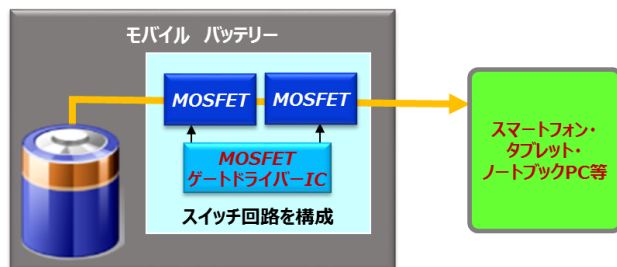 モバイル バッテリー
MOSFET
MOSFET
MOSFET
ゲートドライバーIC
スイッチ回路を構成
スマートフォン・
タブレット・
ノートブックPC等